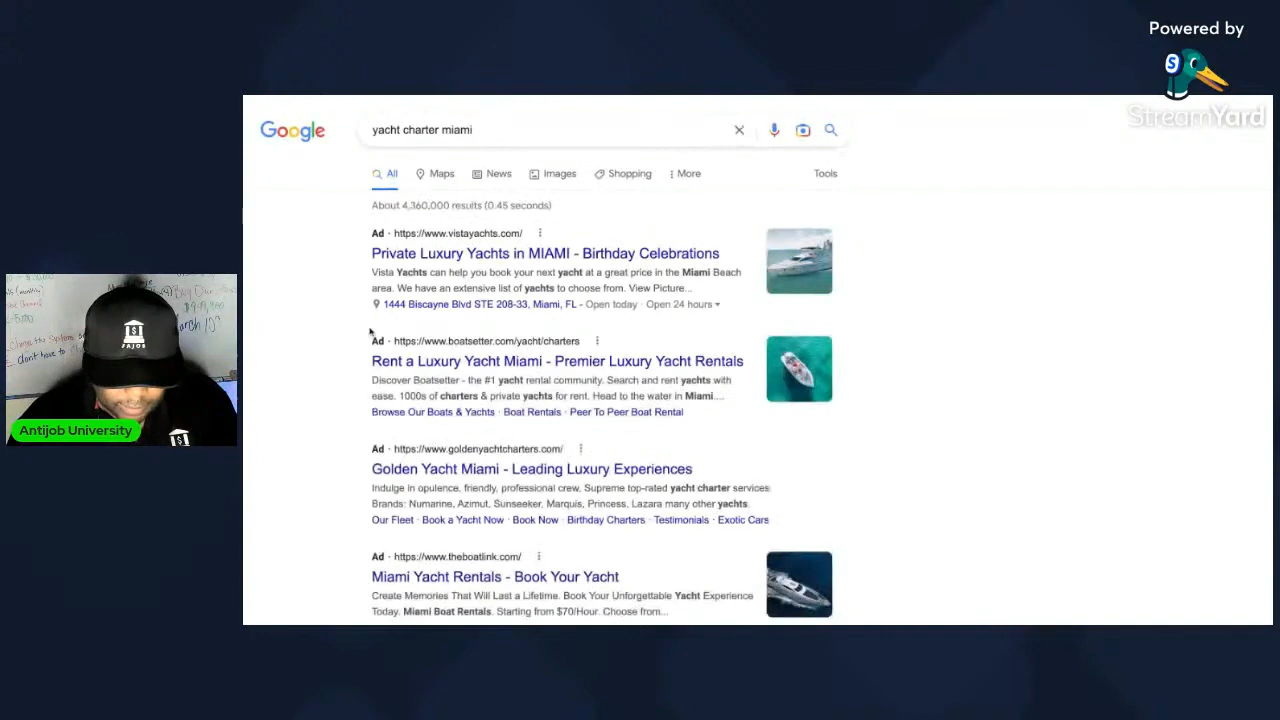 Powered by
S
StreamYard
Google
yacht charter miami
All Maps News Images Shopping More Tools
About 4,360,000 results (0.45 seconds)
Ad · https://www.vistayachts.com/
Private Luxury Yachts in MIAMI - Birthday Celebrations
Vista Yachts can help you book your next yacht at a great price in the Miami Beach
area. We have an extensive list of yachts to choose from. View Picture...
1444 Biscayne Blvd STE 208-33, Miami, FL - Open today · Open 24 hours
Ad · https://www.boatsetter.com/yacht/charters
Rent a Luxury Yacht Miami - Premier Luxury Yacht Rentals
Discover Boatsetter - the #1 yacht rental community. Search and rent yachts with
ease. 1000s of charters & private yachts for rent. Head to the water in Miami....
Browse Our Boats & Yachts · Boat Rentals · Peer To Peer Boat Rental
Ad · https://www.goldenyachtcharters.com/
Golden Yacht Miami - Leading Luxury Experiences
Indulge in opulence, friendly, professional crew, Supreme top-rated yacht charter services
Brands: Numarine, Azimut, Sunseeker, Marquis, Princess, Lazara many other yachts.
Our Fleet · Book a Yacht Now · Book Now · Birthday Charters · Testimonials · Exotic Cars
Ad · https://www.theboatlink.com/
Miami Yacht Rentals - Book Your Yacht
Create Memories That Will Last a Lifetime. Book Your Unforgettable Yacht Experience
Today. Miami Boat Rentals. Starting from $70/Hour. Choose from...
dont have to
Antijob University